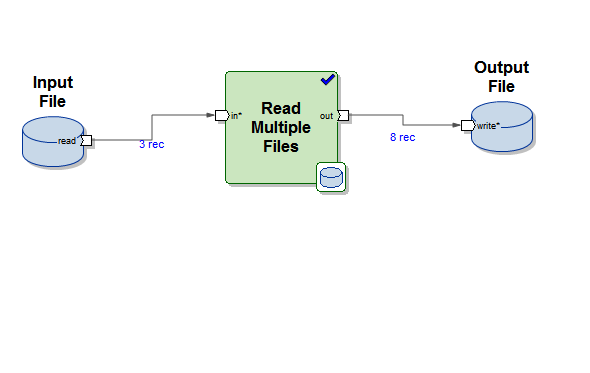 Input
File
read
3 rec
in*
Read
Multiple
Files
out
8 rec
Output
File
write*